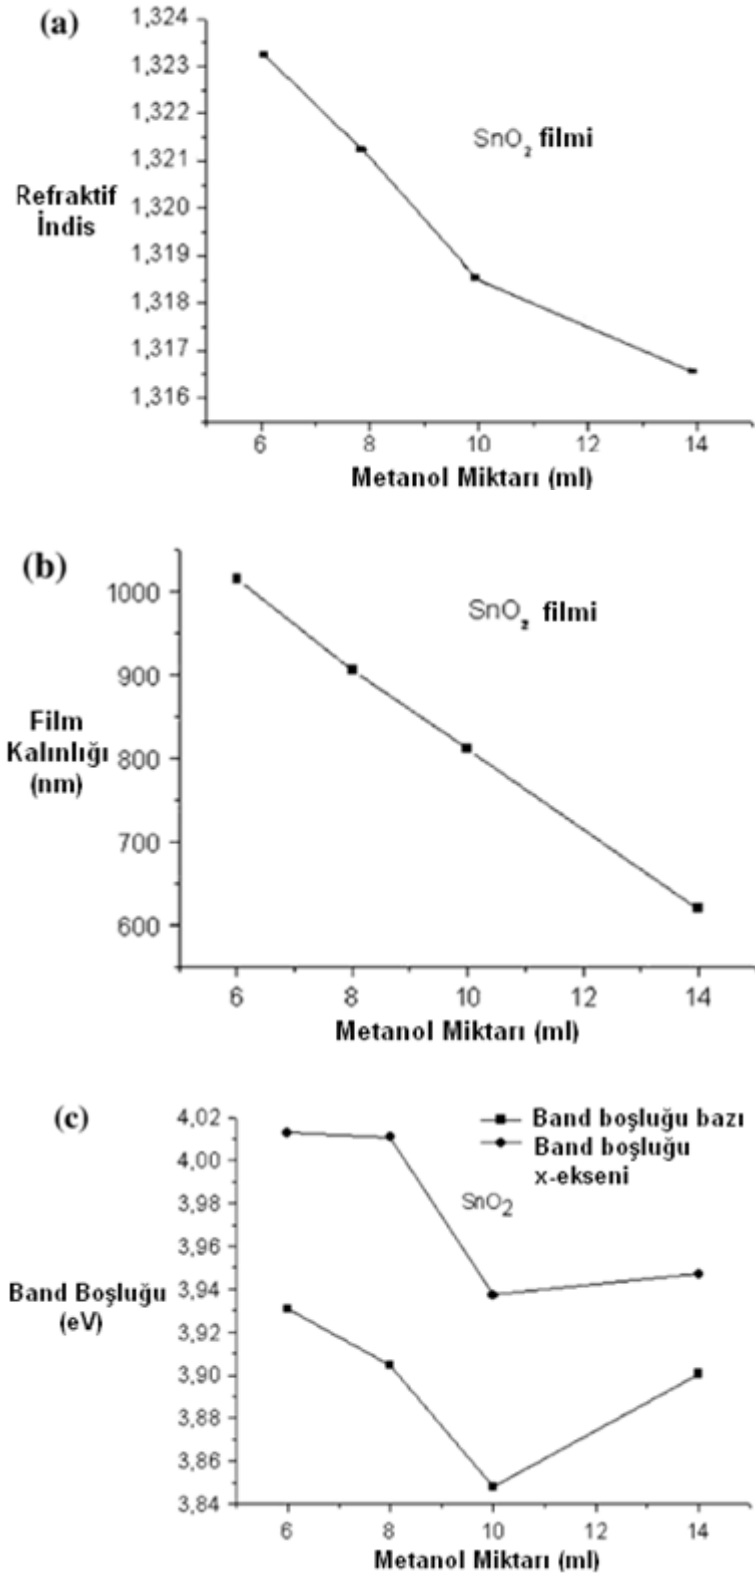 (a)
1,324
1,323
1,322
1,321
1,320
1,319
1,318
1,317
1,316
Refraktif
İndis
SnO₂ filmi
6 8 10 12 14
Metanol Miktarı (ml)
(b)
1000
900
800
700
600
Film
Kalınlığı
(nm)
SnO₂ filmi
6 8 10 12 14
Metanol Miktarı (ml)
(c)
4,02
4,00
3,98
3,96
3,94
3,92
3,90
3,88
3,86
3,84
Band Boşluğu
(eV)
Band boşluğu bazı
Band boşluğu
x-ekseni
SnO2
6 8 10 12 14
Metanol Miktarı (ml)